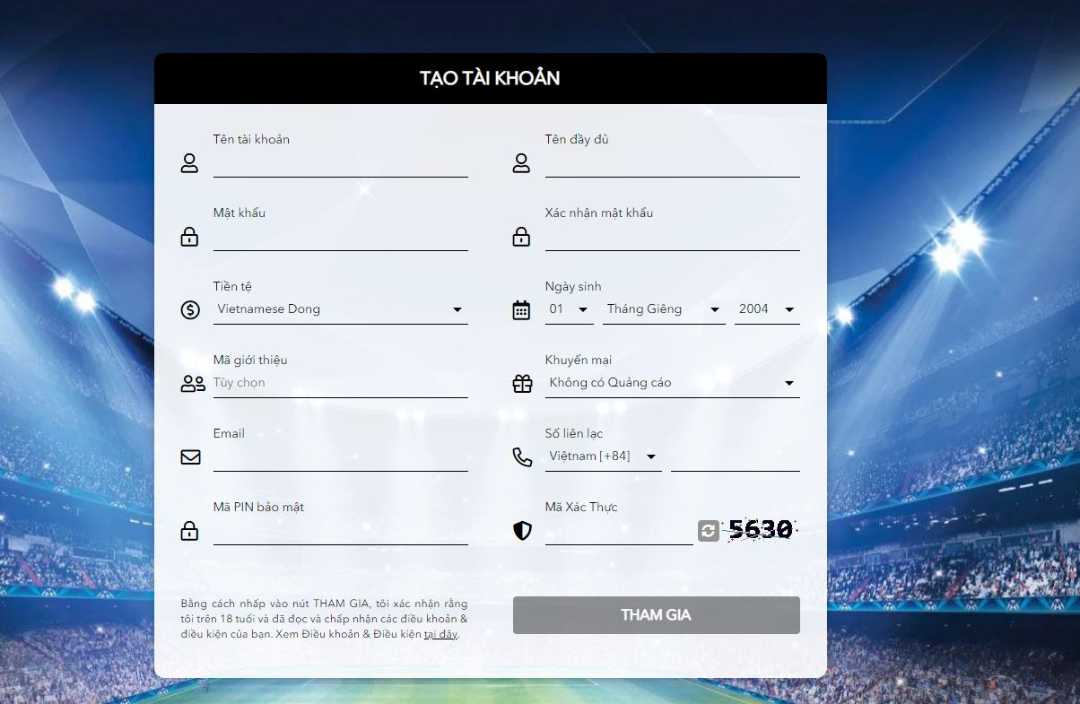 TẠO TÀI KHOẢN
Tên tài khoản
Tên đầy đủ
Mật khẩu
Xác nhận mật khẩu
Tiền tệ
Vietnamese Dong
Ngày sinh
01 Tháng Giêng 2004
Mã giới thiệu
Tùy chọn
Khuyến mai
Không có Quảng cáo
Email
Số liên lạc
Việtnam [+84]
Mã PIN bảo mật
Mã Xác Thực
5630
Bằng cách nhấp vào nút THAM GIA, tôi xác nhận rằng
tôi trên 18 tuổi và đã đọc và chấp nhận các điều khoản &
điều kiện của bạn. Xem Điều khoản & Điều kiện tại đây.
THAM GIA